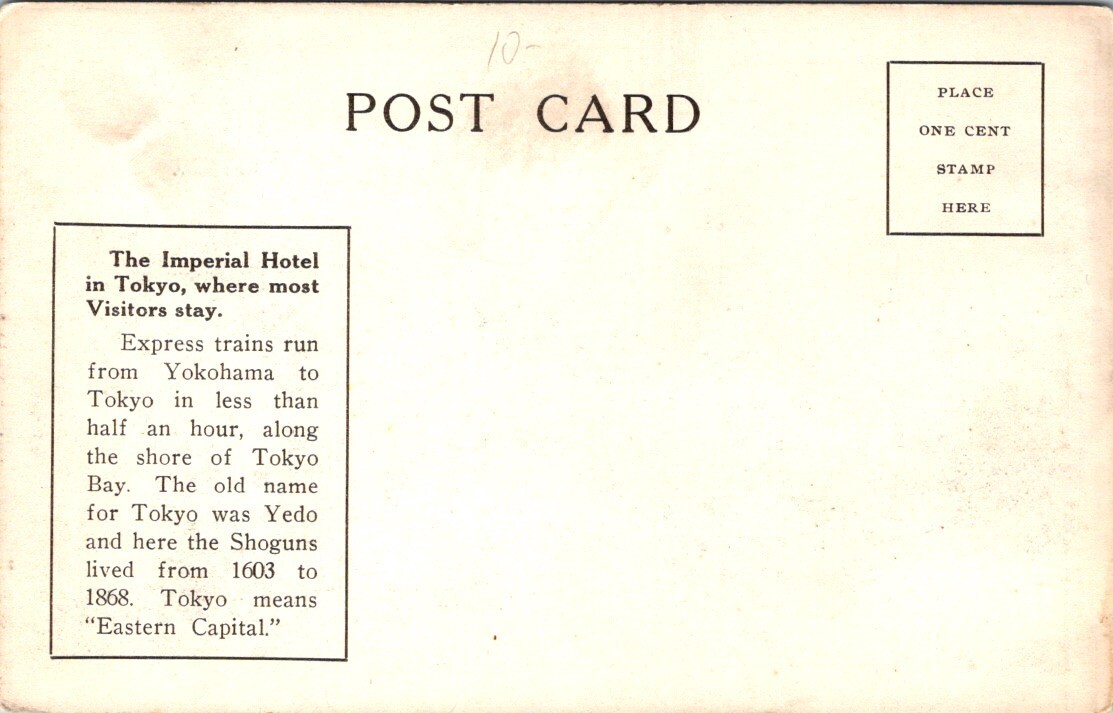 10-
POST CARD
PLACE
ONE CENT
STAMP
HERE
The Imperial Hotel
in Tokyo, where most
Visitors stay.
Express trains run
from Yokohama to
Tokyo in less than
half an hour, along
the shore of Tokyo
Bay. The old name
for Tokyo was Yedo
and here the Shoguns
lived from 1603 to
1868. Tokyo means
“Eastern Capital.”